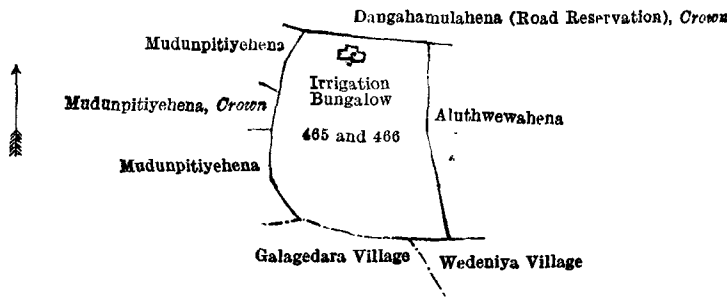 Dangahamulahena (Road Reservation), Crown
Mudunpitiyehena
Irrigation
Bungalow
Mudunpitiyehena, Crown
Aluthwewahena
465 and 466
Mudunpitiyehena
Galagedara Village
Wedeniya Village